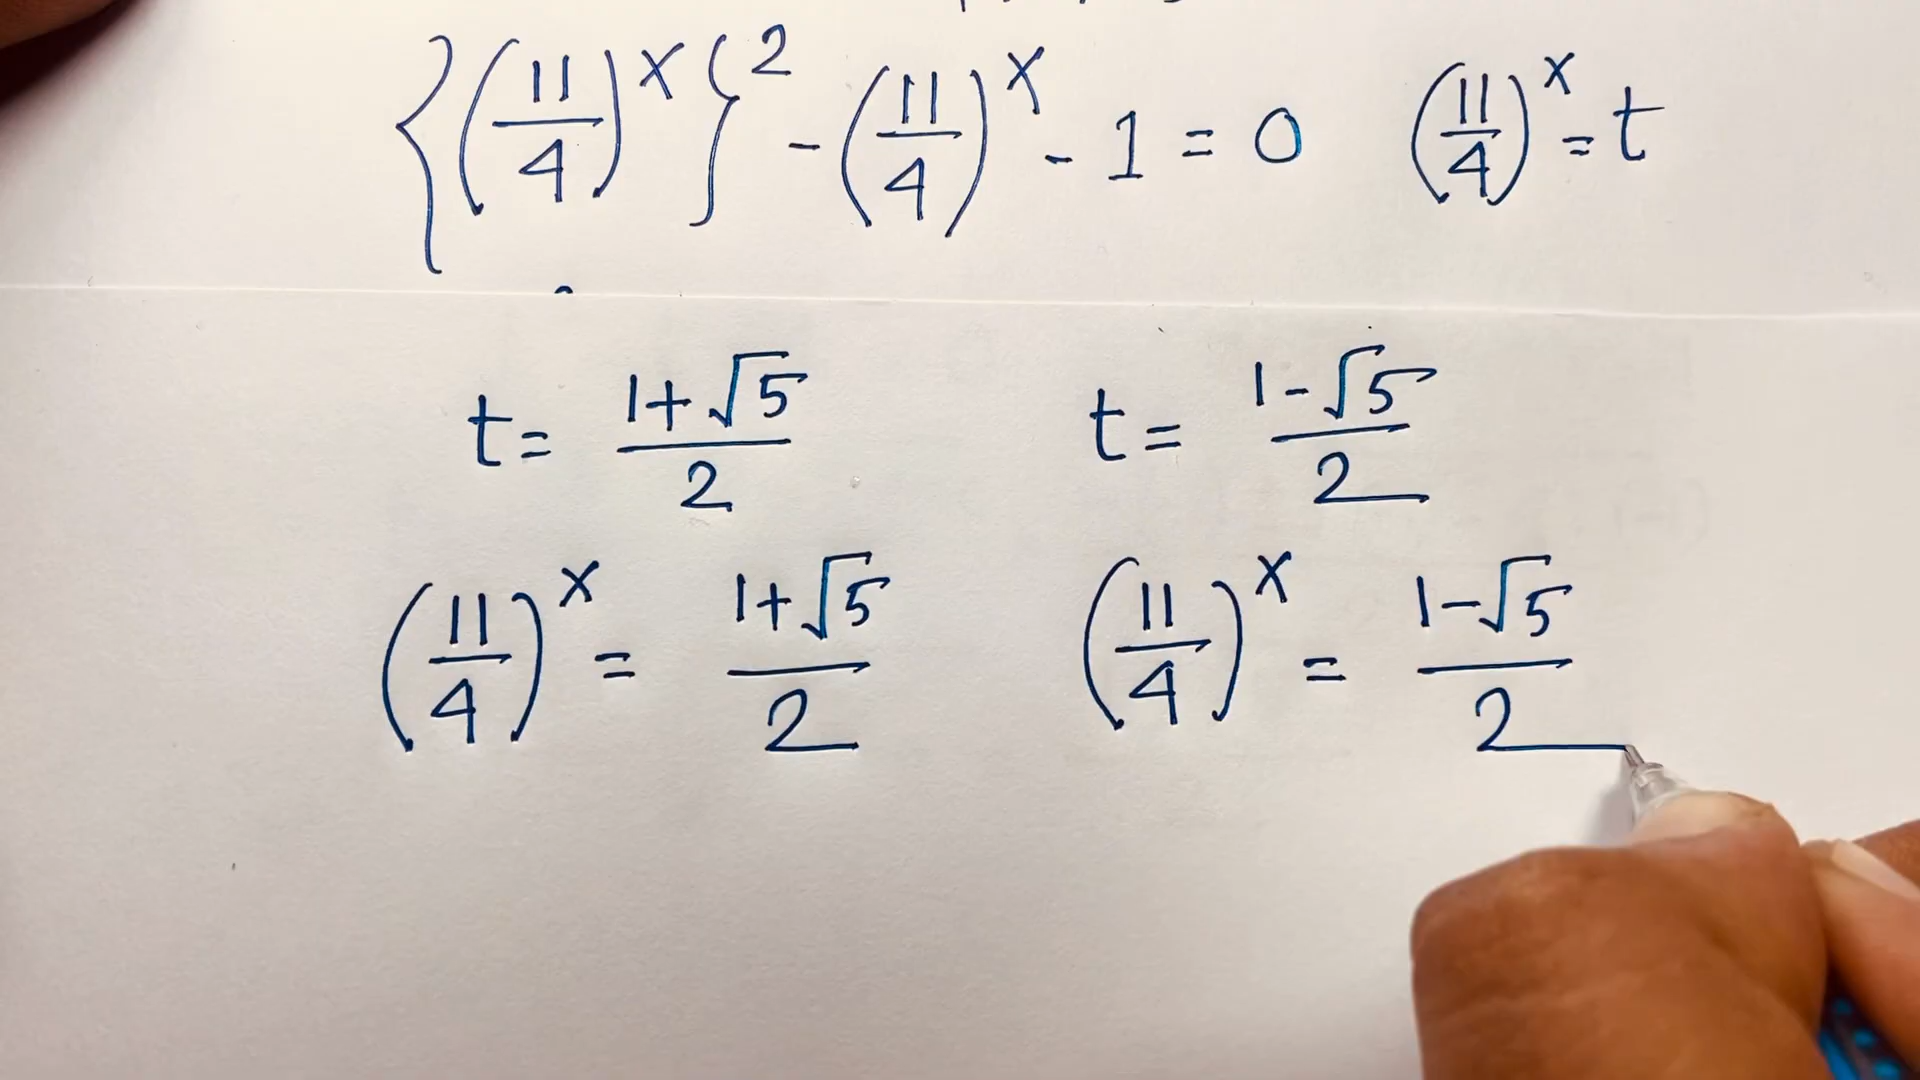 {(11/4)^x}^2 - (11/4)^x - 1 = 0    (11/4)^x = t
t = (1+√5)/2    t = (1-√5)/2
(11/4)^x = (1+√5)/2    (11/4)^x = (1-√5)/2